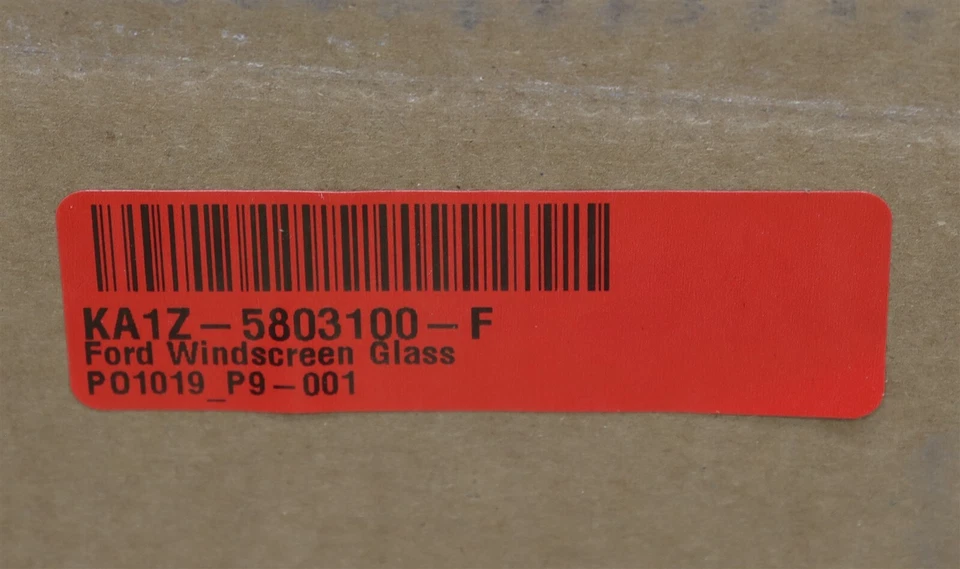 KA1Z-5803100-F
Ford Windscreen Glass
PO1019_P9-001